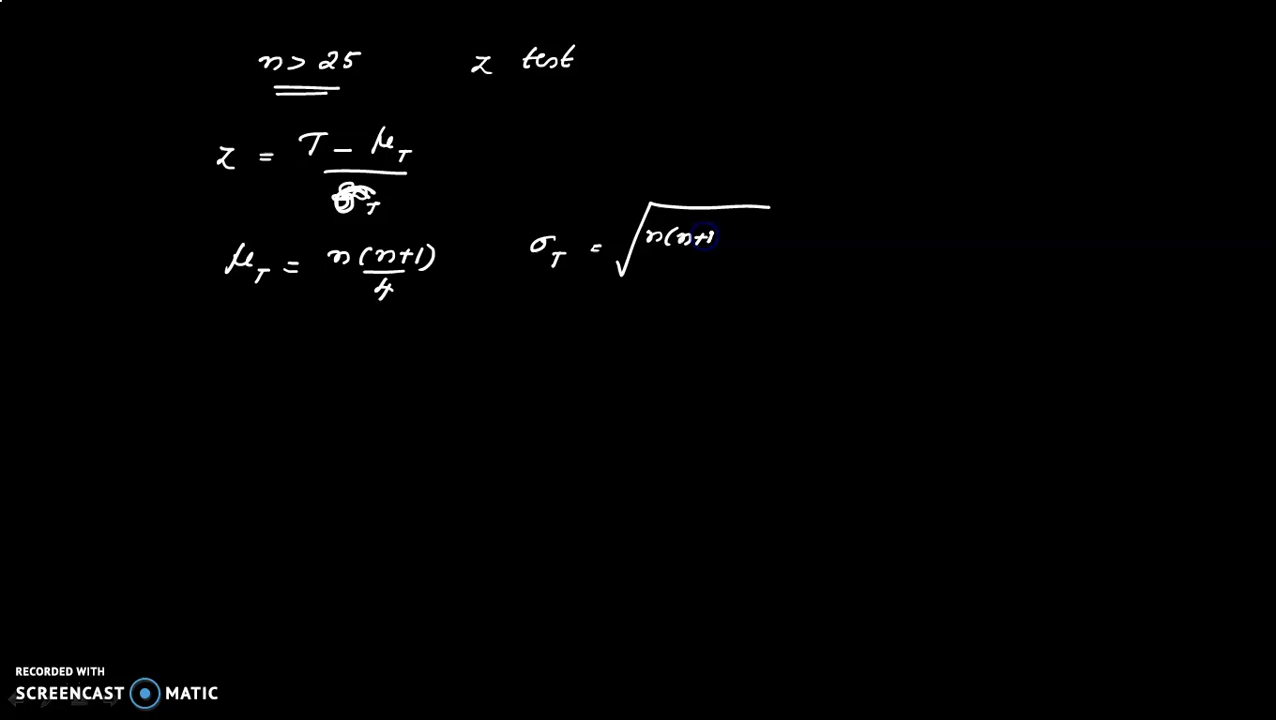 n > 25 z test
z = T - μ_T / σ_T
μ_T = n(n+1) / 4 σ_T = √n(n+1
RECORDED WITH
SCREENCAST MATIC